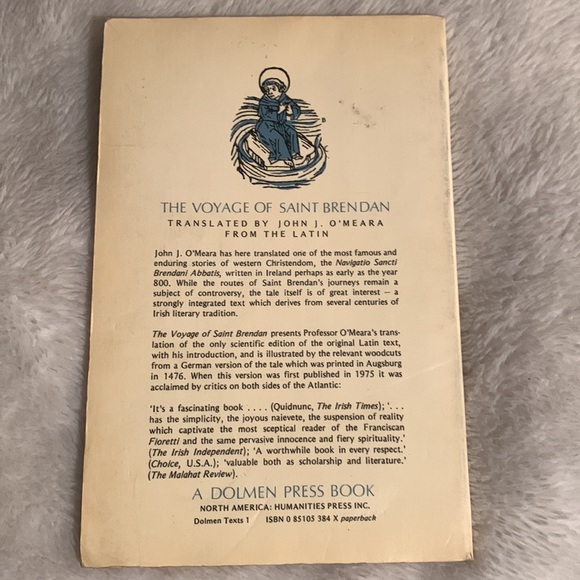 THE VOYAGE OF SAINT BRENDAN
TRANSLATED BY JOHN J. O'MEARA
FROM THE LATIN
John J. O'Meara has here translated one of the most famous and
enduring stories of western Christendom, the Navigatio Sancti
Brendani Abbatis, written in Ireland perhaps as early as the year
800. While the routes of Saint Brendan's journeys remain a
subject of controversy, the tale itself is of great interest — a
strongly integrated text which derives from several centuries of
Irish literary tradition.
The Voyage of Saint Brendan presents Professor O'Meara's trans-
lation of the only scientific edition of the original Latin text,
with his introduction, and is illustrated by the relevant woodcuts
from a German version of the tale which was printed in Augsburg
in 1476. When this version was first published in 1975 it was
acclaimed by critics on both sides of the Atlantic:
'It's a fascinating book . . . . (Quidnunc, The Irish Times); '. . .
has the simplicity, the joyous naievete, the suspension of reality
which captivate the most sceptical reader of the Franciscan
Fioretti and the same pervasive innocence and fiery spirituality.'
(The Irish Independent); 'A worthwhile book in every respect.'
(Choice, U.S.A.); 'valuable both as scholarship and literature.'
(The Malahat Review).
A DOLMEN PRESS BOOK
NORTH AMERICA: HUMANITIES PRESS INC.
Dolmen Texts 1 ISBN 0 85105 384 X paperback